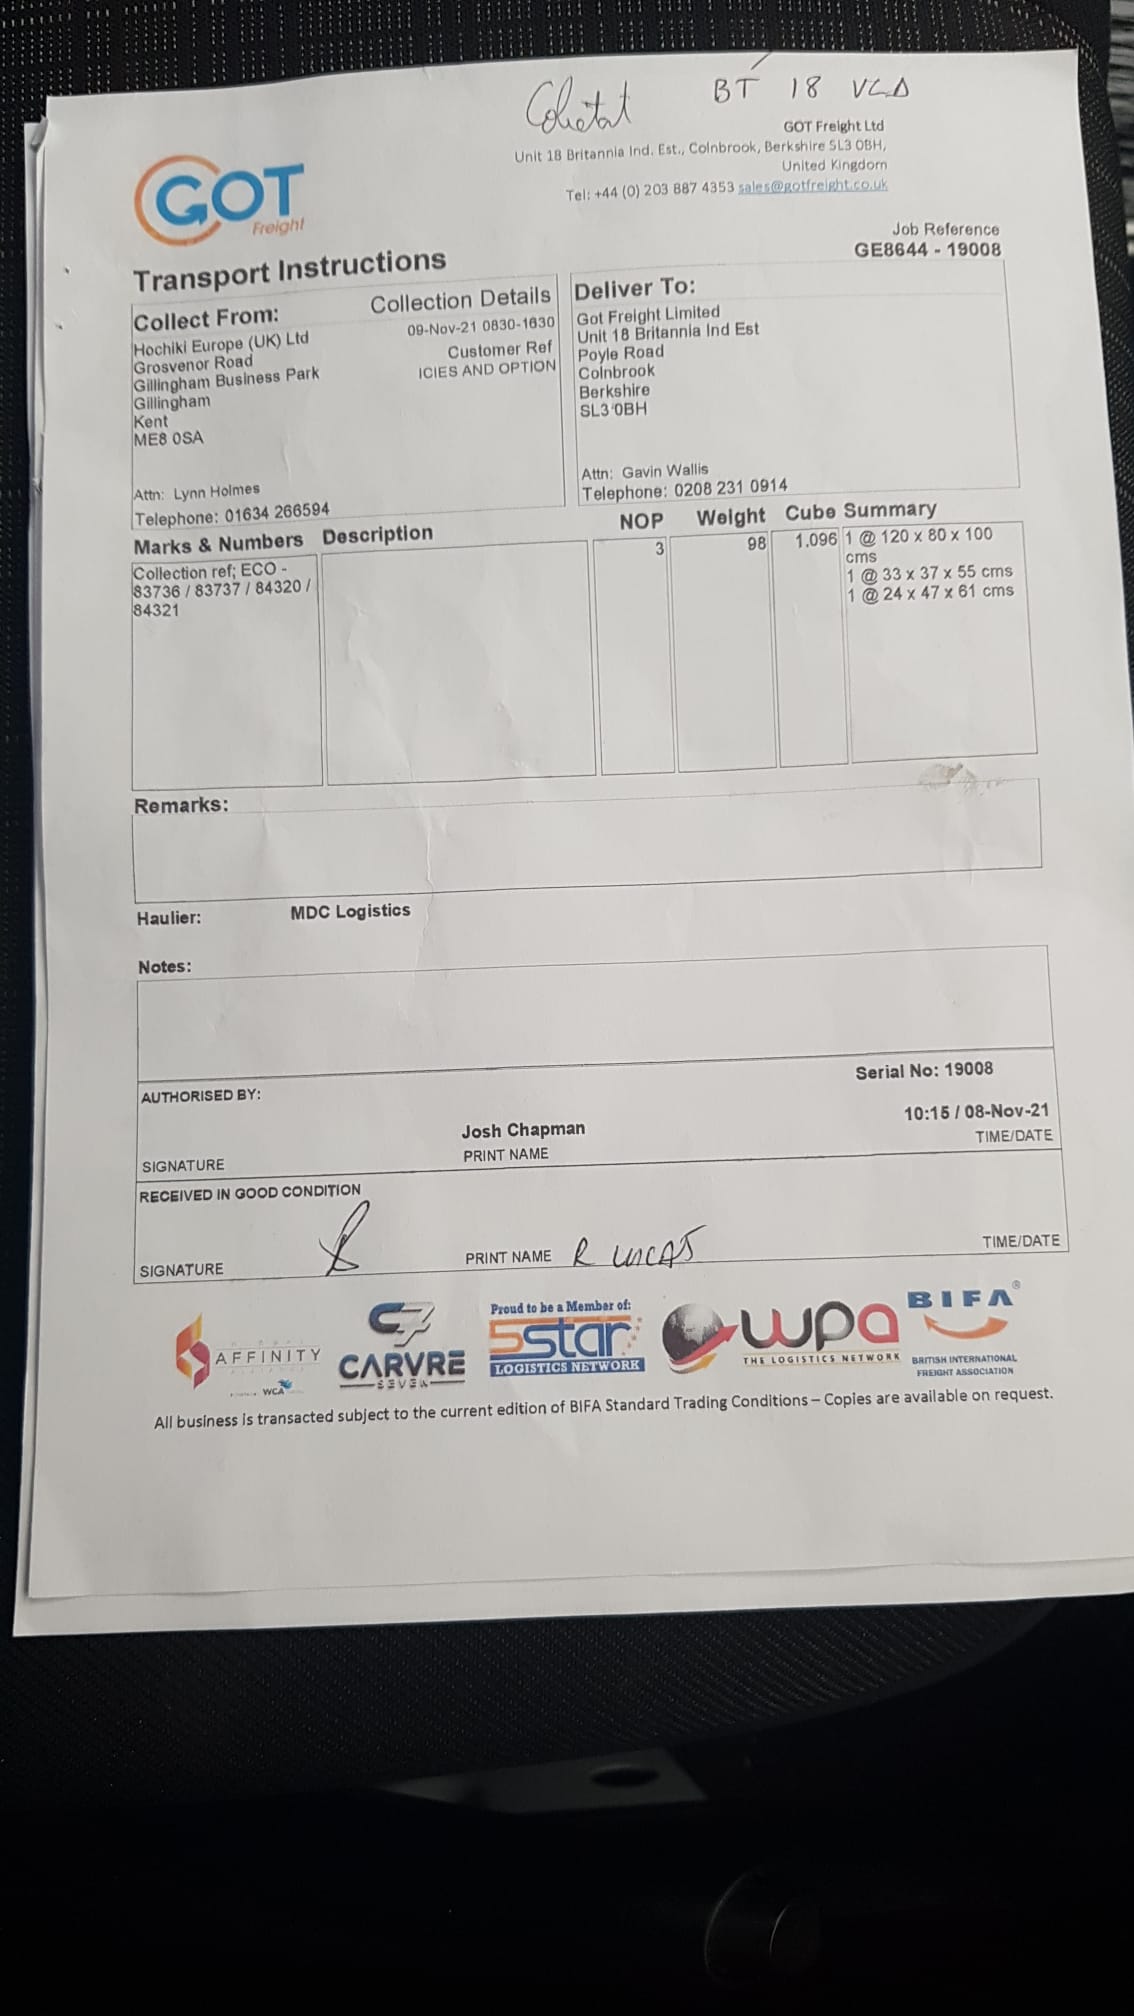 BT 18 VLD
GOT Freight Ltd
Unit 18 Britannia Ind. Est., Colnbrook, Berkshire SL3 0BH,
United Kingdom
Tel: +44 (0) 203 887 4353 sales@gotfreight.co.uk
GOT
Freight
Job Reference
GE8644 - 19008
Transport Instructions
Collect From:
Collection Details
Hochiki Europe (UK) Ltd
Grosvenor Road
Gillingham Business Park
Gillingham
Kent
ME8 0SA
09-Nov-21 0830-1630
Customer Ref
ICIES AND OPTION
Attn: Lynn Holmes
Telephone: 01634 266594
Deliver To:
Got Freight Limited
Unit 18 Britannia Ind Est
Poyle Road
Colnbrook
Berkshire
SL3 0BH
Attn: Gavin Wallis
Telephone: 0208 231 0914
Marks & Numbers Description NOP Weight Cube Summary
Collection ref; ECO -
83736 / 83737 / 84320 /
84321
3 98 1.096 1 @ 120 x 80 x 100
cms
1 @ 33 x 37 x 55 cms
1 @ 24 x 47 x 61 cms
Remarks:
Haulier: MDC Logistics
Notes:
Serial No: 19008
AUTHORISED BY:
Josh Chapman
10:15 / 08-Nov-21
SIGNATURE PRINT NAME TIME/DATE
RECEIVED IN GOOD CONDITION
SIGNATURE PRINT NAME R LUCAS TIME/DATE
AFFINITY
WCA
CARVRE
SEVEN
Proud to be a Member of:
5star
LOGISTICS NETWORK
wpa
THE LOGISTICS NETWORK
BIFA®
BRITISH INTERNATIONAL
FREIGHT ASSOCIATION
All business is transacted subject to the current edition of BIFA Standard Trading Conditions – Copies are available on request.